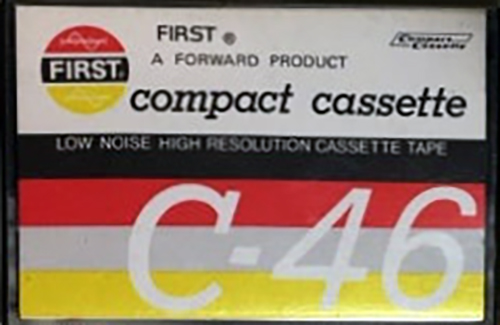 FIRST ®
A FORWARD PRODUCT
Compact
Cassette
FIRST
compact cassette
LOW NOISE HIGH RESOLUTION CASSETTE TAPE
C-46